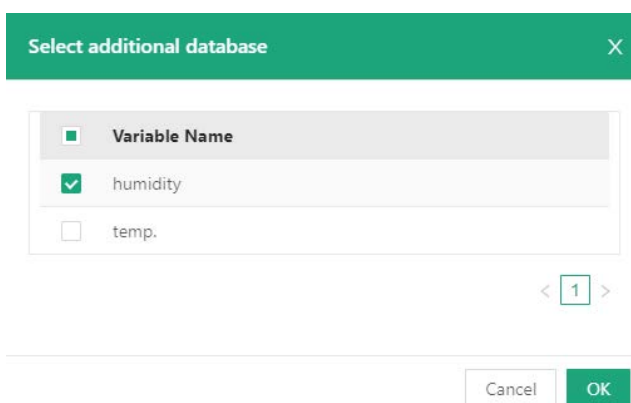 Select additional database X
Variable Name
humidity
temp.
< 1 >
Cancel OK